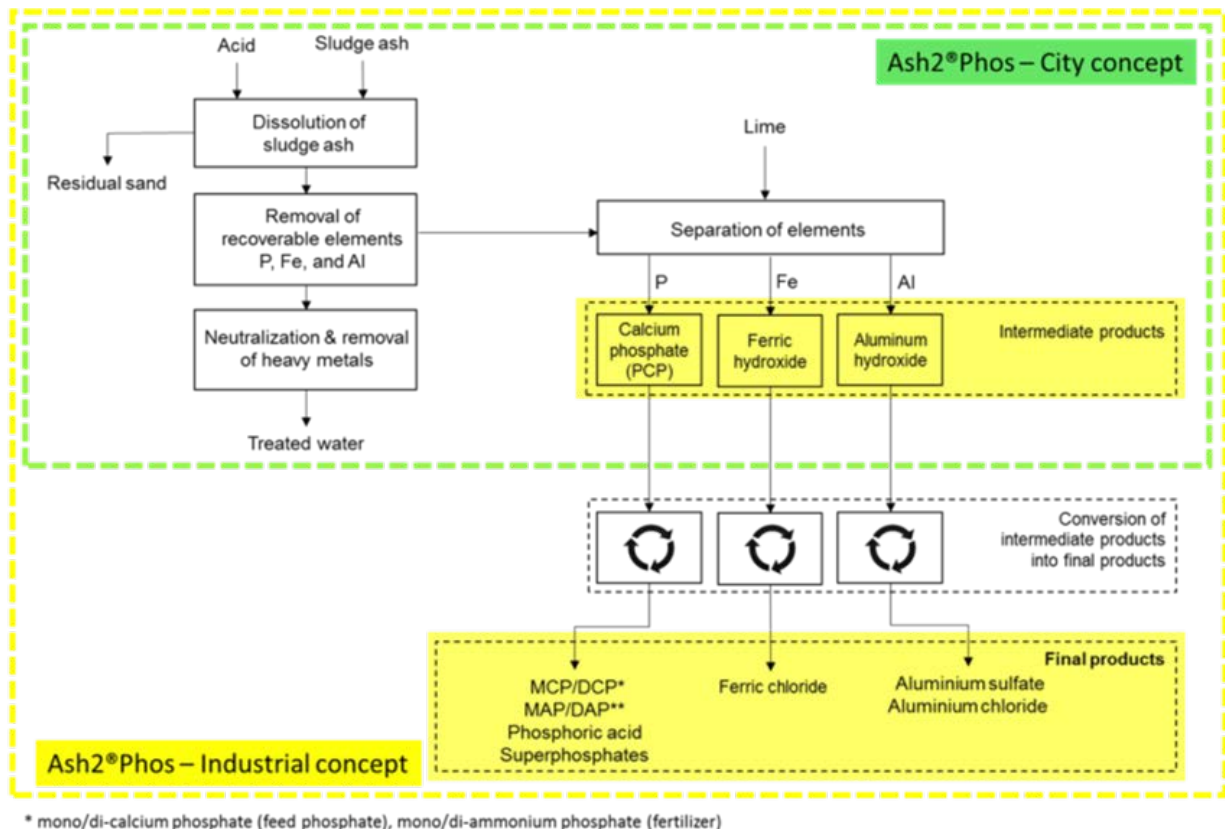 Acid
Sludge ash
Ash2®Phos – City concept
Dissolution of
sludge ash
Lime
Residual sand
Removal of
recoverable elements
P, Fe, and Al
Separation of elements
P
Fe
Al
Neutralization & removal
of heavy metals
Calcium
phosphate
(PCP)
Ferric
hydroxide
Aluminum
hydroxide
Intermediate products
Treated water
Conversion of
intermediate products
into final products
Final products
MCP/DCP*
MAP/DAP**
Phosphoric acid
Superphosphates
Ferric chloride
Aluminium sulfate
Aluminium chloride
Ash2®Phos – Industrial concept
* mono/di-calcium phosphate (feed phosphate), mono/di-ammonium phosphate (fertilizer)